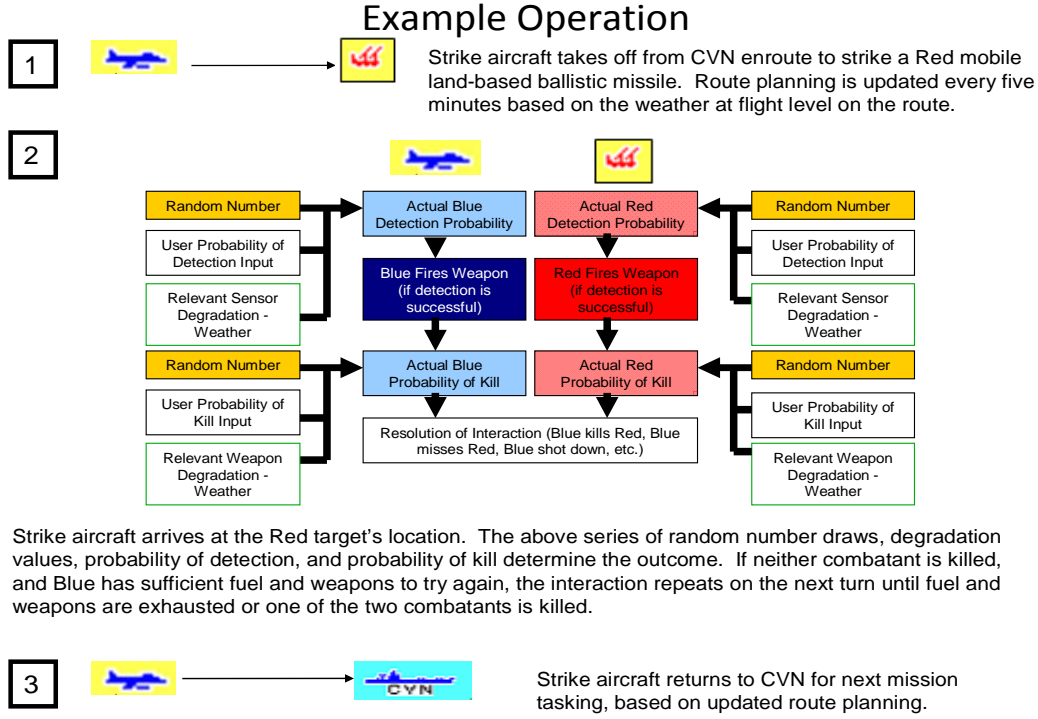 Example Operation
1
Strike aircraft takes off from CVN enroute to strike a Red mobile
land-based ballistic missile.  Route planning is updated every five
minutes based on the weather at flight level on the route.
2
Random Number
User Probability of
Detection Input
Relevant Sensor
Degradation -
Weather
Random Number
User Probability of
Kill Input
Relevant Weapon
Degradation -
Weather
Actual Blue
Detection Probability
Blue Fires Weapon
(if detection is
successful)
Actual Blue
Probability of Kill
Actual Red
Detection Probability
Red Fires Weapon
(if detection is
successful)
Actual Red
Probability of Kill
Resolution of Interaction (Blue kills Red, Blue
misses Red, Blue shot down, etc.)
Random Number
User Probability of
Detection Input
Relevant Sensor
Degradation -
Weather
Random Number
User Probability of
Kill Input
Relevant Weapon
Degradation -
Weather
Strike aircraft arrives at the Red target's location.  The above series of random number draws, degradation
values, probability of detection, and probability of kill determine the outcome.  If neither combatant is killed,
and Blue has sufficient fuel and weapons to try again, the interaction repeats on the next turn until fuel and
weapons are exhausted or one of the two combatants is killed.
3
CVN
Strike aircraft returns to CVN for next mission
tasking, based on updated route planning.